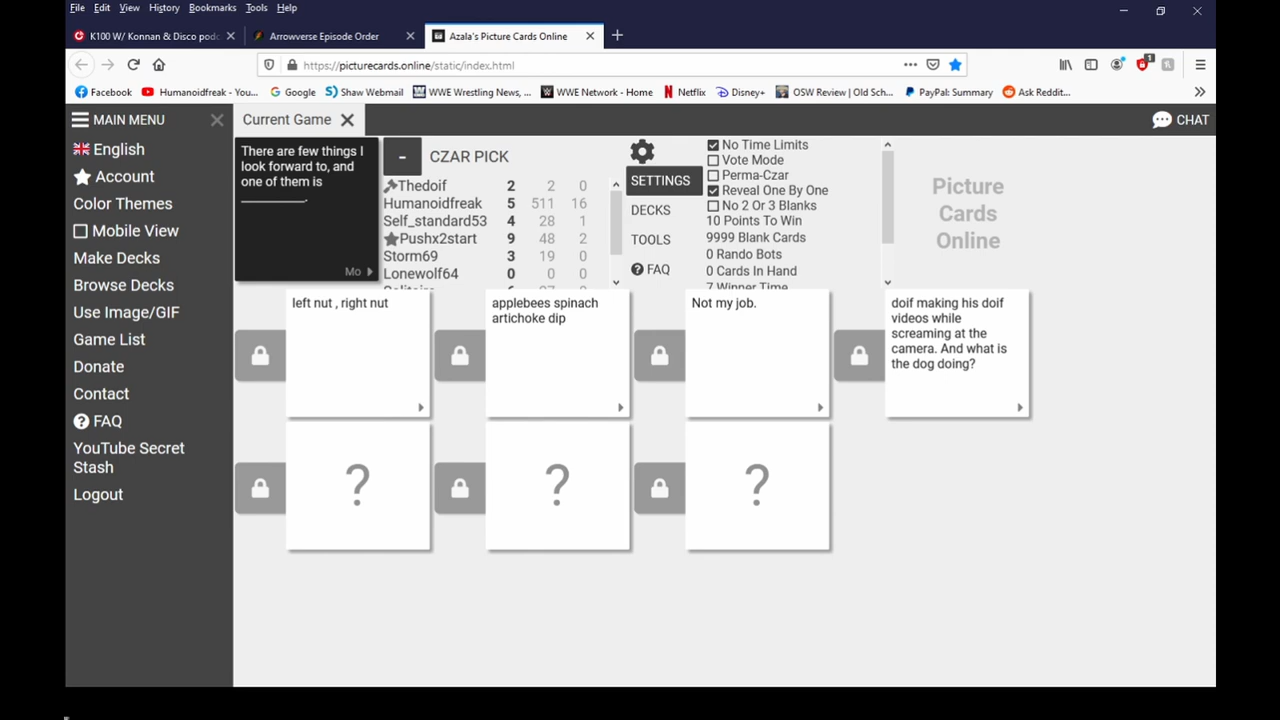 File Edit View History Bookmarks Tools Help
K100 W/ Konnan & Disco podc
Arrowverse Episode Order
Azala's Picture Cards Online
https://picturecards.online/static/index.html
1
Facebook
Humanoidfreak - You...
Google
Shaw Webmail
WWE Wrestling News, ...
WWE Network - Home
Netflix
Disney+
OSW Review | Old Sch...
PayPal: Summary
Ask Reddit...
MAIN MENU
Current Game
CHAT
English
Account
Color Themes
Mobile View
Make Decks
Browse Decks
Use Image/GIF
Game List
Donate
Contact
FAQ
YouTube Secret
Stash
Logout
There are few things I
look forward to, and
one of them is
__________.
Mo
- CZAR PICK
Thedoif 2 2 0
Humanoidfreak 5 511 16
Self_standard53 4 28 1
Pushx2start 9 48 2
Storm69 3 19 0
Lonewolf64 0 0 0
SETTINGS
DECKS
TOOLS
FAQ
No Time Limits
Vote Mode
Perma-Czar
Reveal One By One
No 2 Or 3 Blanks
10 Points To Win
9999 Blank Cards
0 Rando Bots
0 Cards In Hand
7 Winner Time
Picture
Cards
Online
left nut , right nut
applebees spinach
artichoke dip
Not my job.
doif making his doif
videos while
screaming at the
camera. And what is
the dog doing?
?
?
?